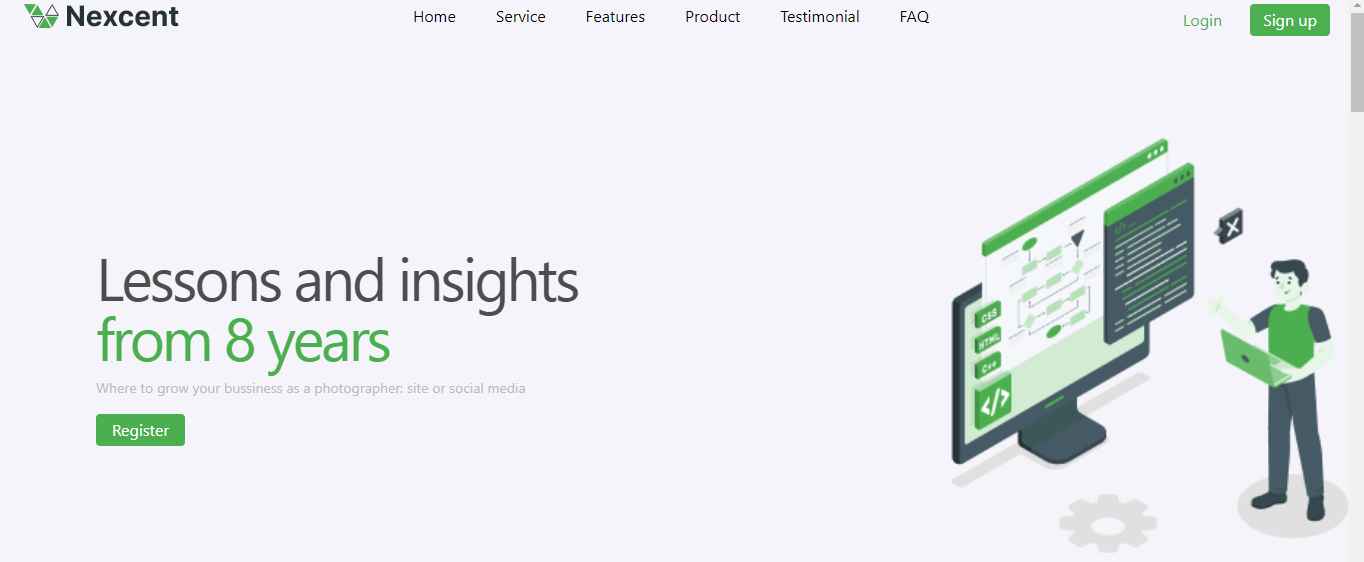 Nexcent
Home Service Features Product Testimonial FAQ
Login Sign up
Lessons and insights
from 8 years
Where to grow your bussiness as a photographer: site or social media
Register
</>
CSS
HTML
C++
</>